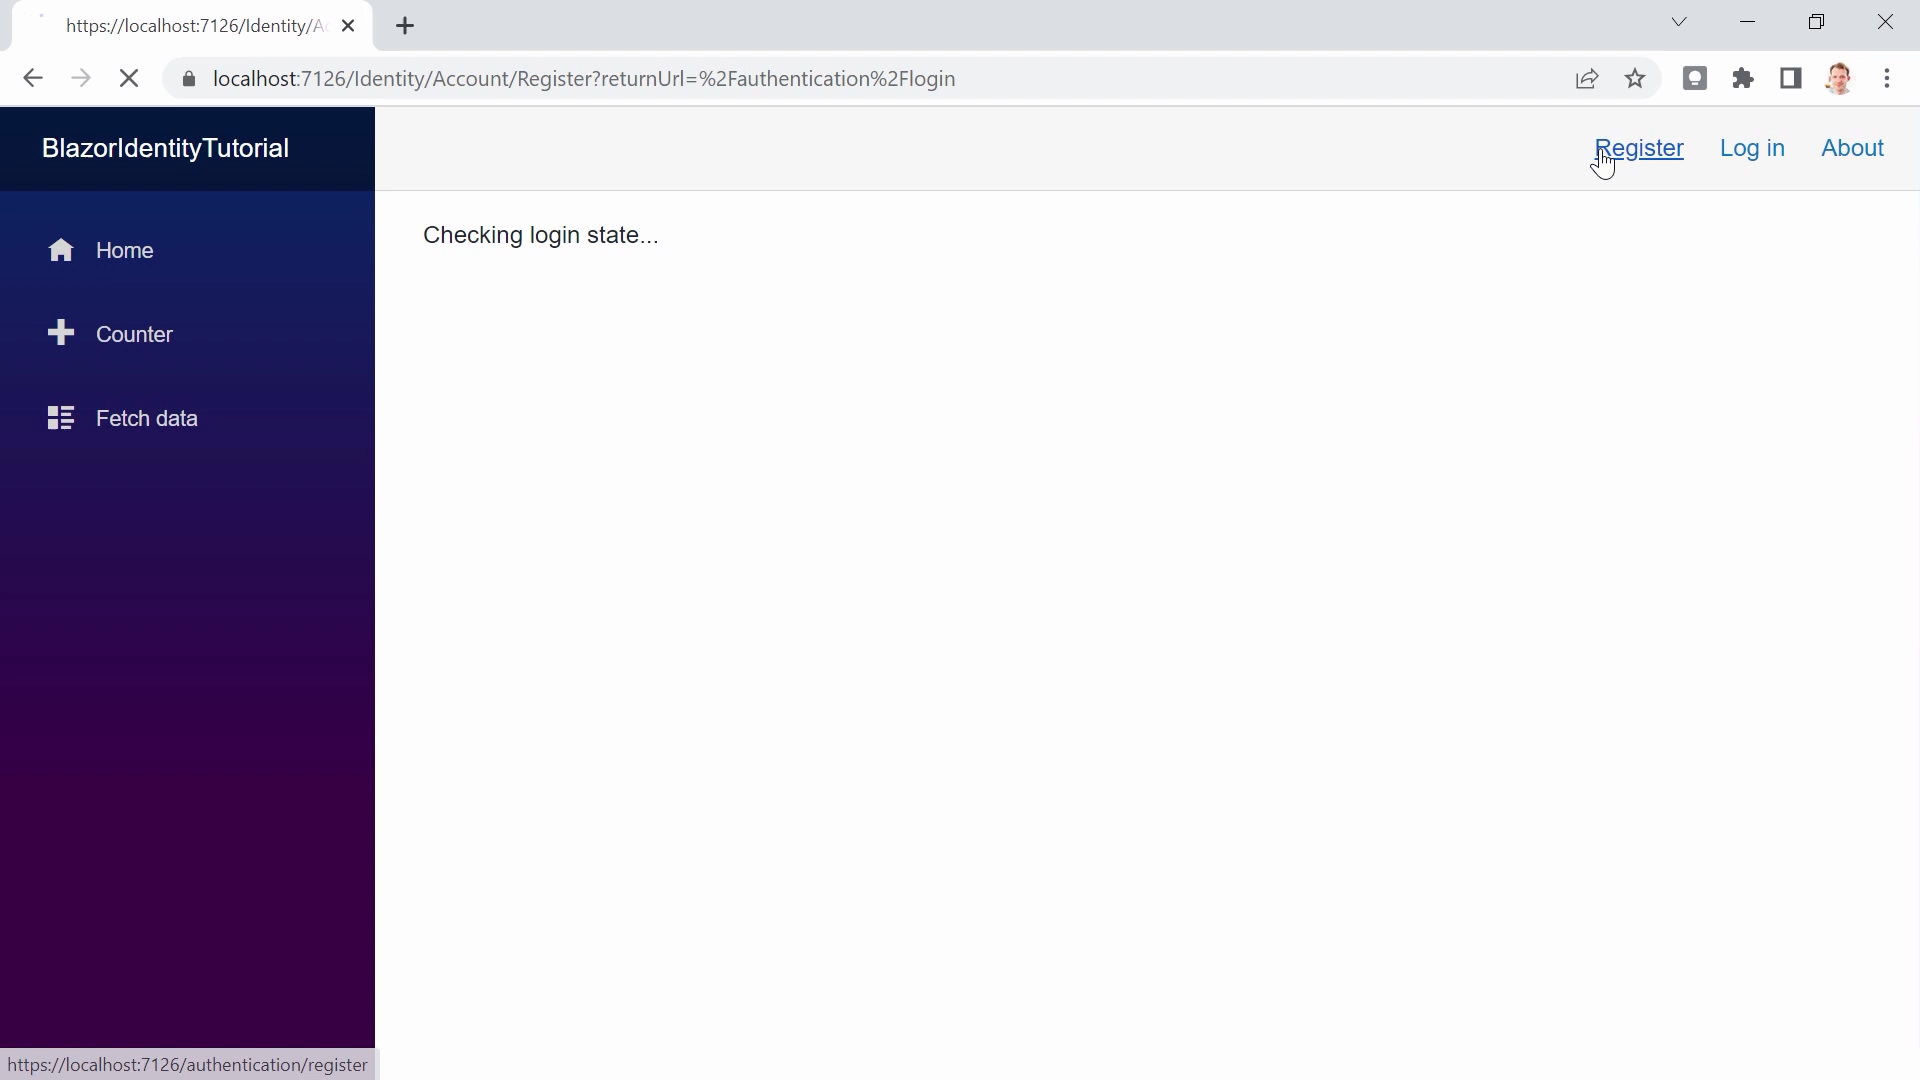 https://localhost:7126/Identity/A
localhost:7126/Identity/Account/Register?returnUrl=%2Fauthentication%2Flogin
BlazorIdentityTutorial
Register Log in About
Home
Checking login state...
Counter
Fetch data
https://localhost:7126/authentication/register